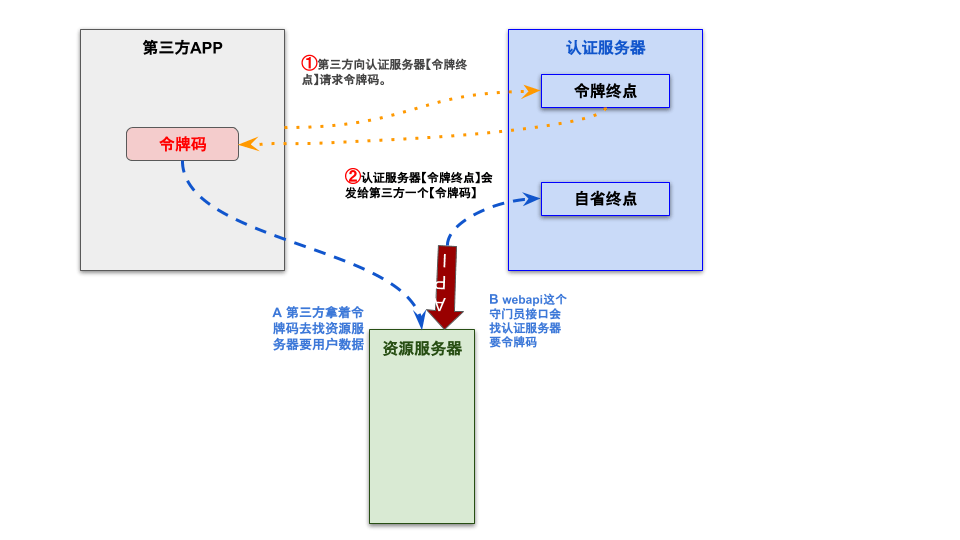 第三方APP
认证服务器
①第三方向认证服务器【令牌终
点】请求令牌码。
令牌终点
令牌码
②认证服务器【令牌终点】会
发给第三方一个【令牌码】
自省终点
API
A 第三方拿着令
牌码去找资源服
务器要用户数据
B webapi这个
守门员接口会
找认证服务器
要令牌码
资源服务器